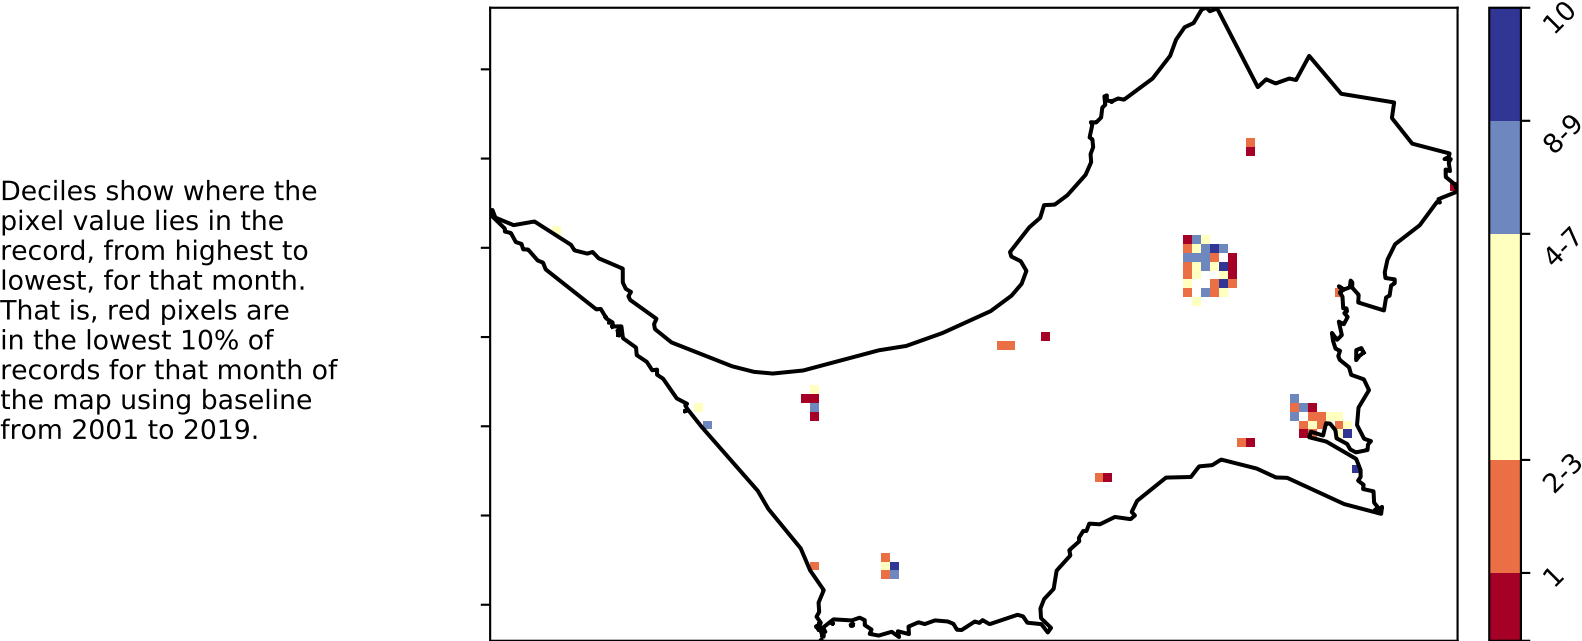 Deciles show where the
pixel value lies in the
record, from highest to
lowest, for that month.
That is, red pixels are
in the lowest 10% of
records for that month of
the map using baseline
from 2001 to 2019.
10
8-9
4-7
2-3
1